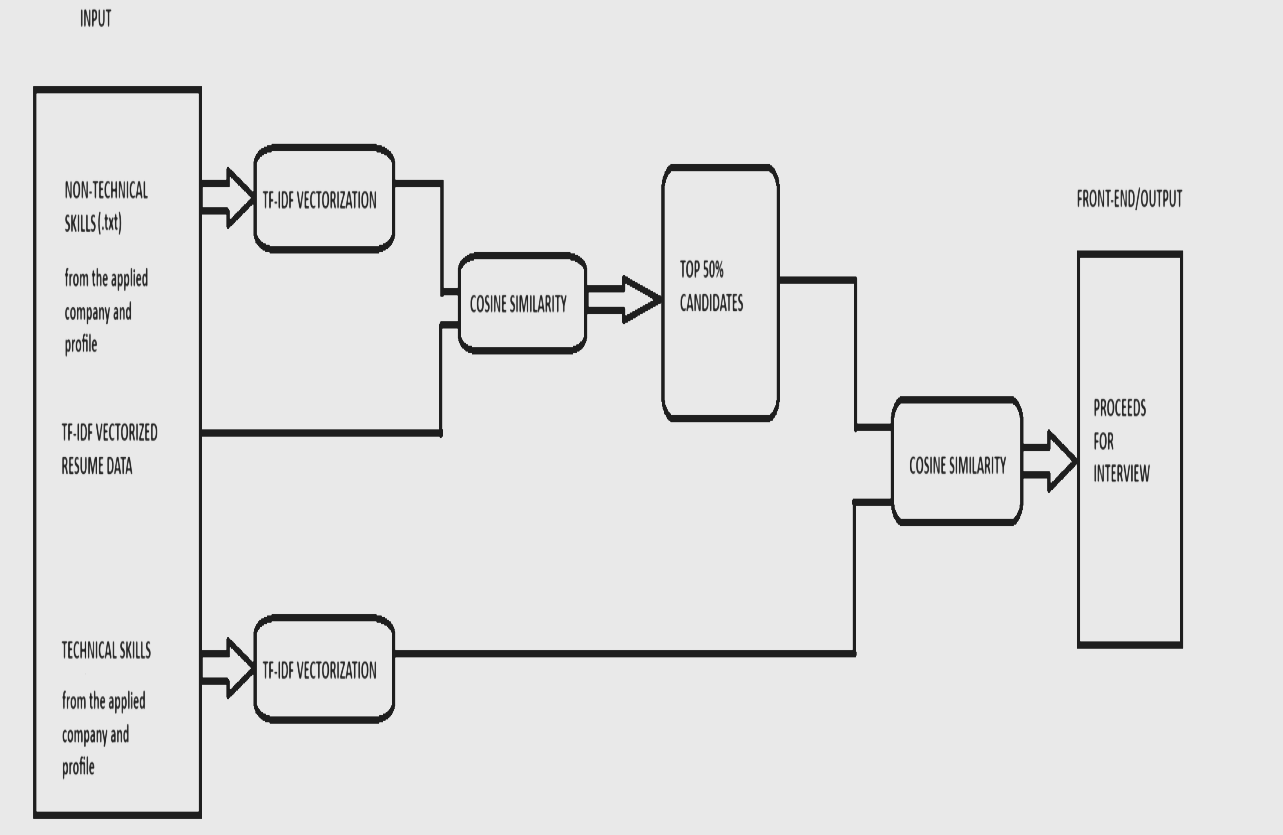 INPUT
NON-TECHNICAL
SKILLS(.txt)
from the applied
company and
profile
TF-IDF VECTORIZED
RESUME DATA
TECHNICAL SKILLS
from the applied
company and
profile
TF-IDF VECTORIZATION
TF-IDF VECTORIZATION
COSINE SIMILARITY
TOP 50%
CANDIDATES
COSINE SIMILARITY
FRONT-END/OUTPUT
PROCEEDS
FOR
INTERVIEW